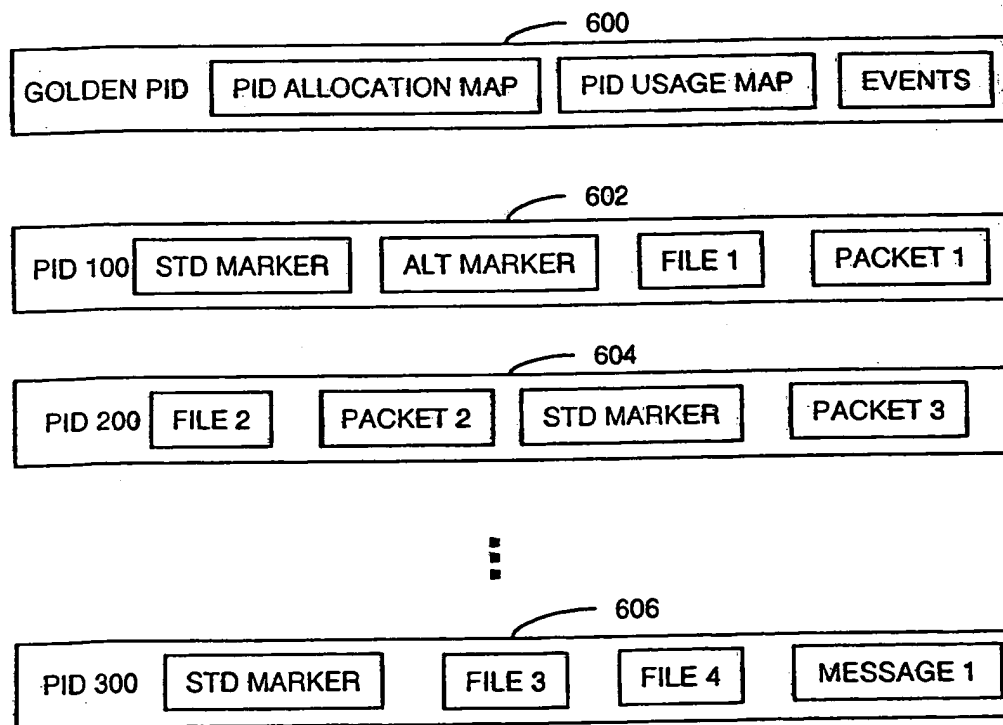 600
GOLDEN PID PID ALLOCATION MAP PID USAGE MAP EVENTS
602
PID 100 STD MARKER ALT MARKER FILE 1 PACKET 1
604
PID 200 FILE 2 PACKET 2 STD MARKER PACKET 3
606
PID 300 STD MARKER FILE 3 FILE 4 MESSAGE 1